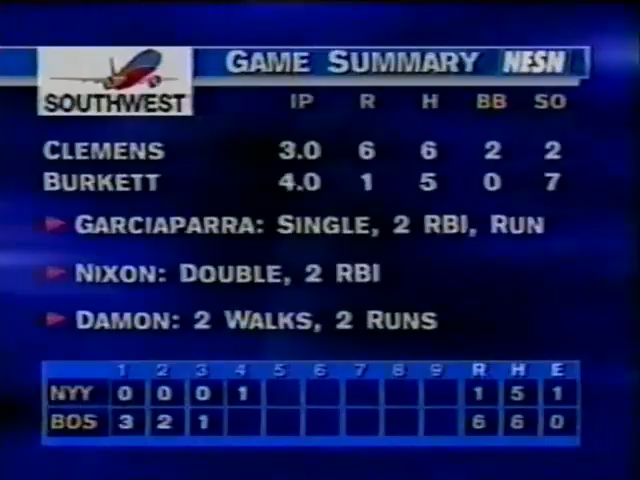 GAME SUMMARY NESN
SOUTHWEST
IP R H BB SO
CLEMENS 3.0 6 6 2 2
BURKETT 4.0 1 5 0 7
GARCIAPARRA: SINGLE, 2 RBI, RUN
NIXON: DOUBLE, 2 RBI
DAMON: 2 WALKS, 2 RUNS
1 2 3 4 5 6 7 8 9 R H E
NYY 0 0 0 1 1 5 1
BOS 3 2 1 6 6 0